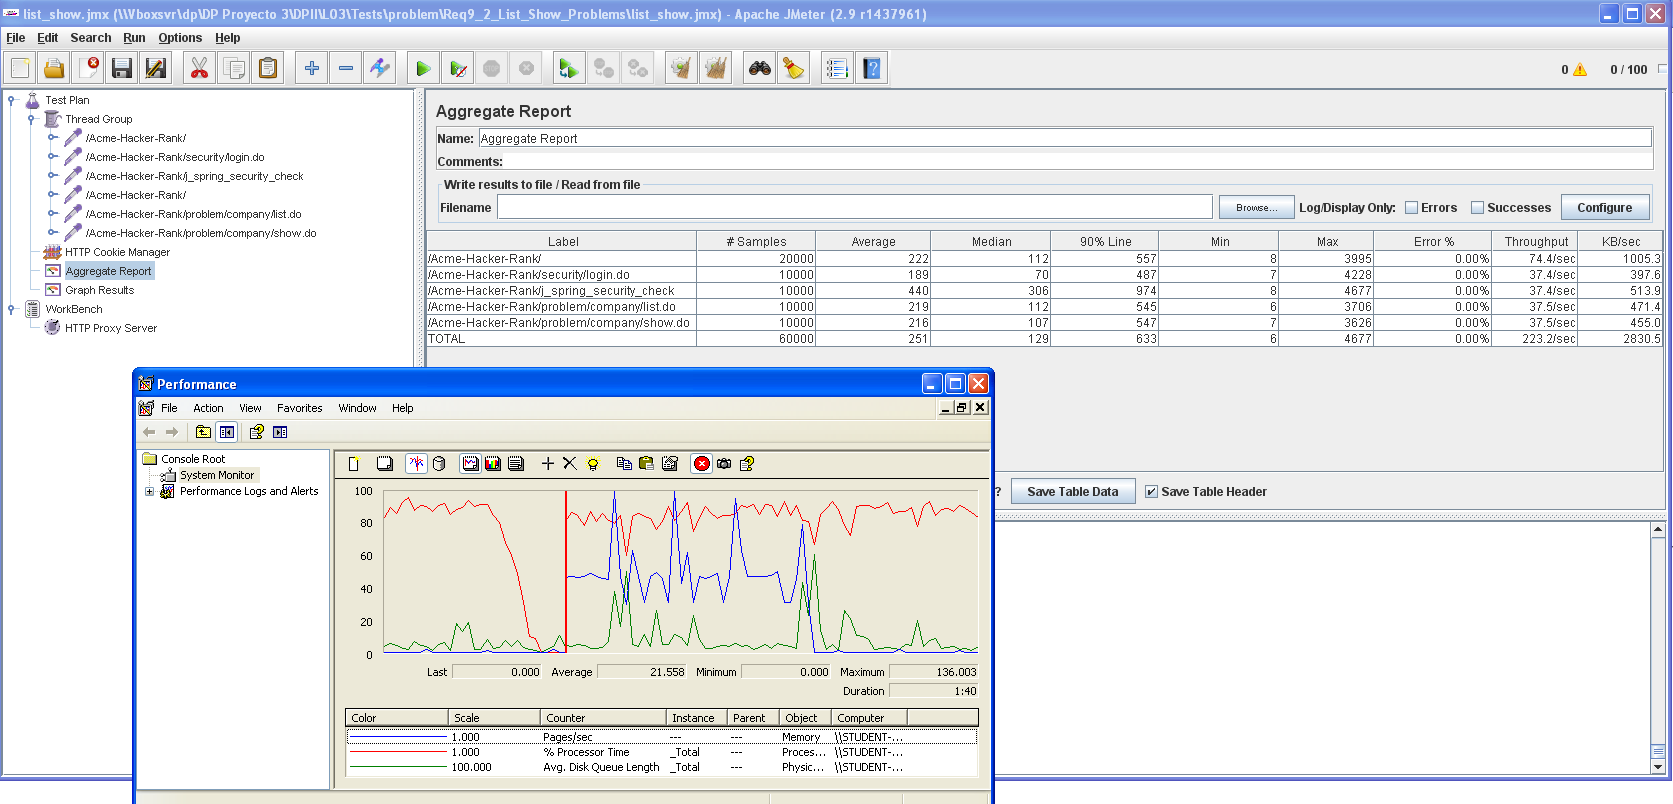 list_show.jmx (\\Vboxsvr\dp\DP Proyecto 3\DPII\L03\Tests\problem\Req9_2_List_Show_Problems\list_show.jmx) - Apache JMeter (2.9 r1437961)
File Edit Search Run Options Help
0 0 / 100
Test Plan
Thread Group
/Acme-Hacker-Rank/
/Acme-Hacker-Rank/security/login.do
/Acme-Hacker-Rank/j_spring_security_check
/Acme-Hacker-Rank/
/Acme-Hacker-Rank/problem/company/list.do
/Acme-Hacker-Rank/problem/company/show.do
HTTP Cookie Manager
Aggregate Report
Graph Results
WorkBench
HTTP Proxy Server
Aggregate Report
Name: Aggregate Report
Comments:
Write results to file / Read from file
Filename Browse... Log/Display Only: Errors Successes Configure
Label # Samples Average Median 90% Line Min Max Error % Throughput KB/sec
/Acme-Hacker-Rank/ 20000 222 112 557 8 3995 0.00% 74.4/sec 1005.3
/Acme-Hacker-Rank/security/login.do 10000 189 70 487 7 4228 0.00% 37.4/sec 397.6
/Acme-Hacker-Rank/j_spring_security_check 10000 440 306 974 8 4677 0.00% 37.4/sec 513.9
/Acme-Hacker-Rank/problem/company/list.do 10000 219 112 545 6 3706 0.00% 37.5/sec 471.4
/Acme-Hacker-Rank/problem/company/show.do 10000 216 107 547 7 3626 0.00% 37.5/sec 455.0
TOTAL 60000 251 129 633 6 4677 0.00% 223.2/sec 2830.5
? Save Table Data Save Table Header
Performance
File Action View Favorites Window Help
Console Root
System Monitor
Performance Logs and Alerts
100
80
60
40
20
0
Last 0.000 Average 21.558 Minimum 0.000 Maximum 136.003
Duration 1:40
Color Scale Counter Instance Parent Object Computer
1.000 Pages/sec --- --- Memory \\STUDENT-...
1.000 % Processor Time _Total --- Proces... \\STUDENT-...
100.000 Avg. Disk Queue Length _Total --- Physic... \\STUDENT-...